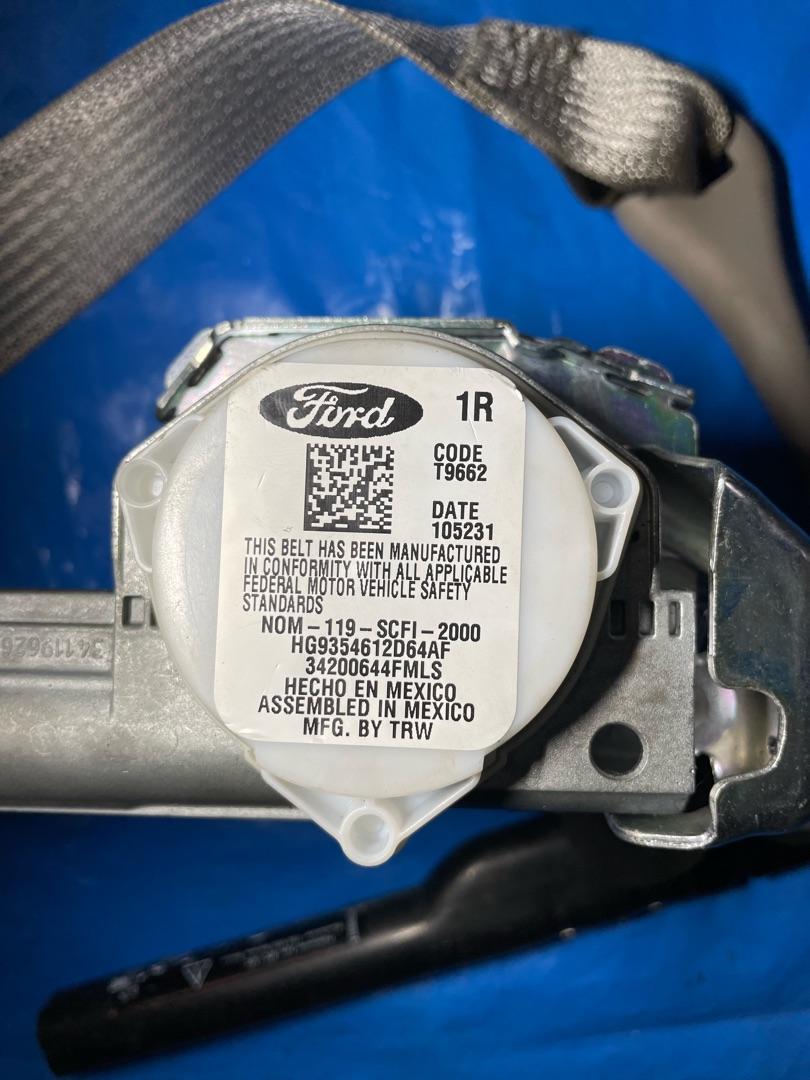 Ford 1R
CODE
T9662
DATE
105231
THIS BELT HAS BEEN MANUFACTURED
IN CONFORMITY WITH ALL APPLICABLE
FEDERAL MOTOR VEHICLE SAFETY
STANDARDS
NOM-119-SCFI-2000
HG9354612D64AF
34200644FMLS
HECHO EN MEXICO
ASSEMBLED IN MEXICO
MFG. BY TRW